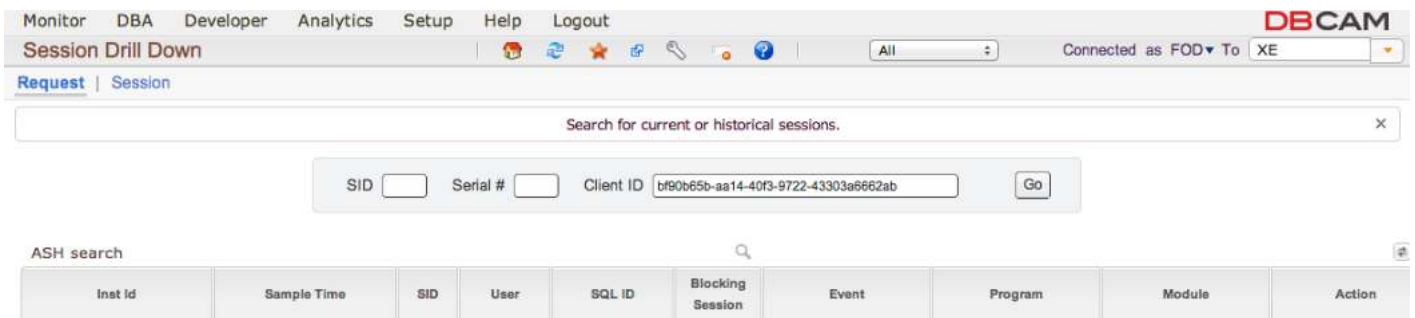 Monitor DBA Developer Analytics Setup Help Logout DBCAM
Session Drill Down All Connected as FOD To XE
Request | Session
Search for current or historical sessions.
SID Serial # Client ID bf90b65b-aa14-40f3-9722-43303a6662ab Go
ASH search
Inst Id Sample Time SID User SQL ID Blocking Session Event Program Module Action